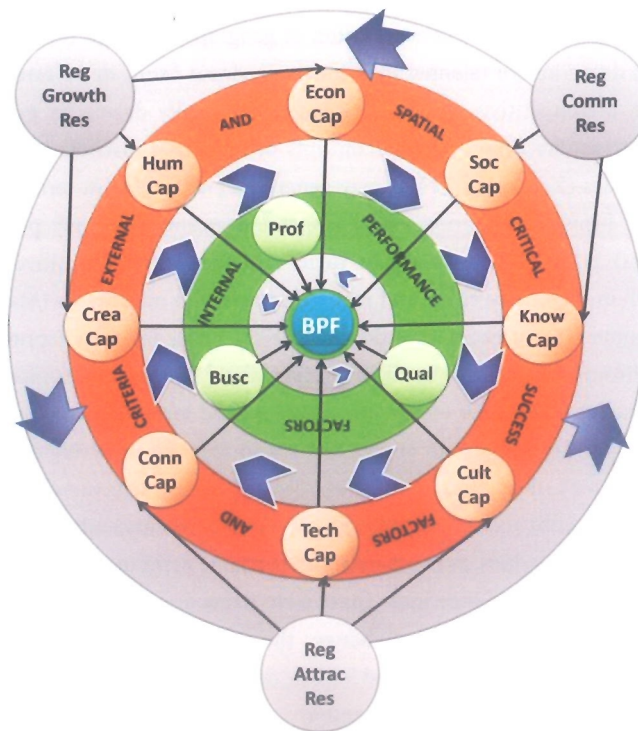 Reg
Growth
Res
Reg
Comm
Res
Econ
Cap
AND
SPATIAL
Hum
Cap
Soc
Cap
Prof
EXTERNAL
INTERNAL
PERFORMANCE
CRITICAL
Crea
Cap
BPF
Know
Cap
Busc
Qual
FACTORS
CRITERIA
SUCCESS
Conn
Cap
Cult
Cap
AND
Tech
Cap
FACTORS
Reg
Attrac
Res